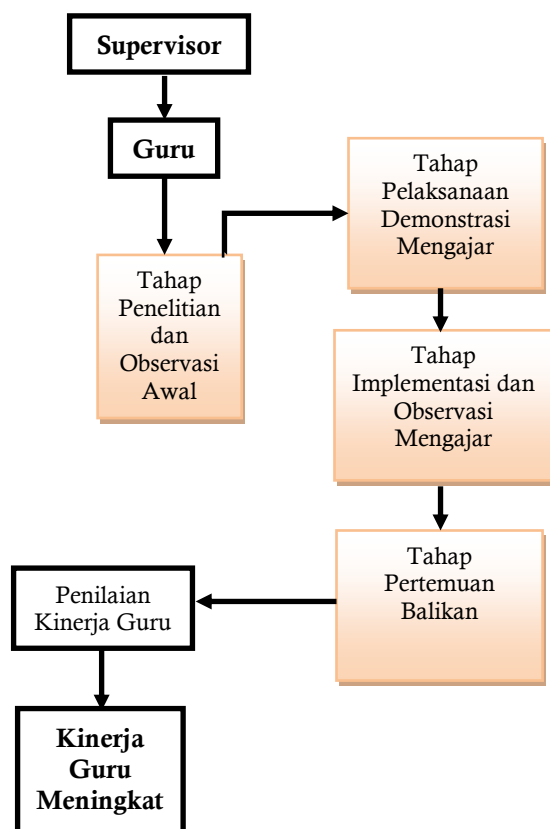 Supervisor
Guru
Tahap
Penelitian
dan
Observasi
Awal
Tahap
Pelaksanaan
Demonstrasi
Mengajar
Tahap
Implementasi dan
Observasi
Mengajar
Tahap
Pertemuan
Balikan
Penilaian
Kinerja Guru
Kinerja
Guru
Meningkat